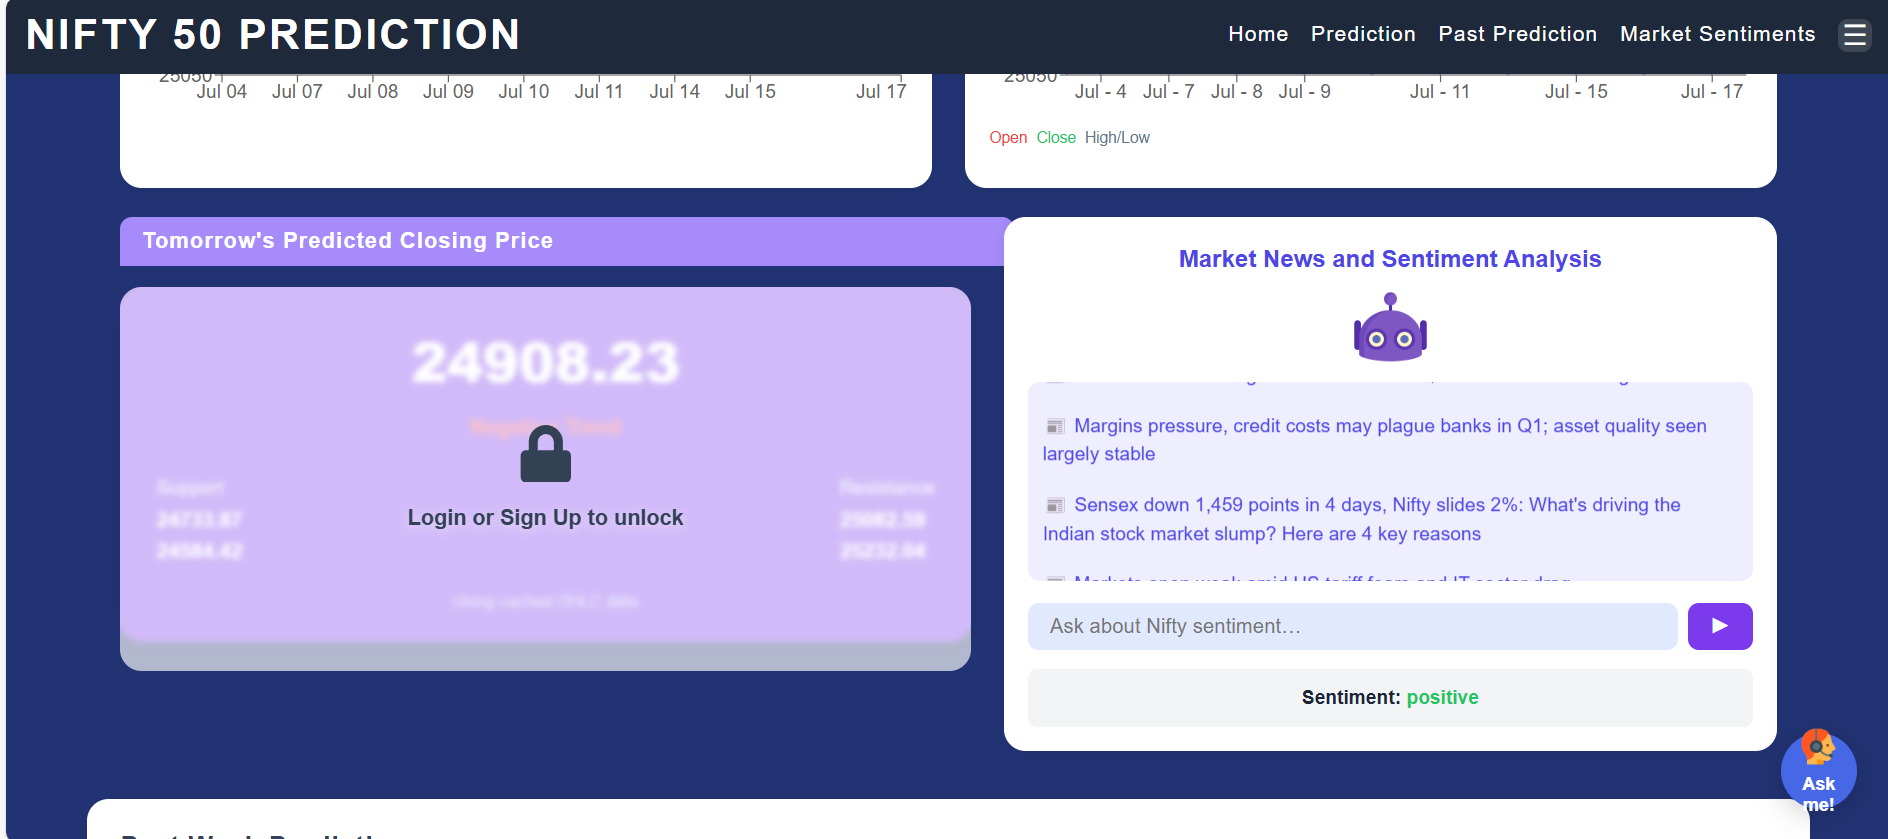 NIFTY 50 PREDICTION
Home Prediction Past Prediction Market Sentiments
25050
Jul 04 Jul 07 Jul 08 Jul 09 Jul 10 Jul 11 Jul 14 Jul 15 Jul 17
25050
Jul - 4 Jul - 7 Jul - 8 Jul - 9 Jul - 11 Jul - 15 Jul - 17
Open Close High/Low
Tomorrow's Predicted Closing Price
24908.23
Negative Trend
Support
24733.87
24584.42
Resistance
25082.59
25232.04
Login or Sign Up to unlock
Using cached OHLC data
Market News and Sentiment Analysis
Margins pressure, credit costs may plague banks in Q1; asset quality seen
largely stable
Sensex down 1,459 points in 4 days, Nifty slides 2%: What's driving the
Indian stock market slump? Here are 4 key reasons
Markets open weak amid US tariff fears and IT sector drag
Ask about Nifty sentiment…
Sentiment: positive
Ask
me!